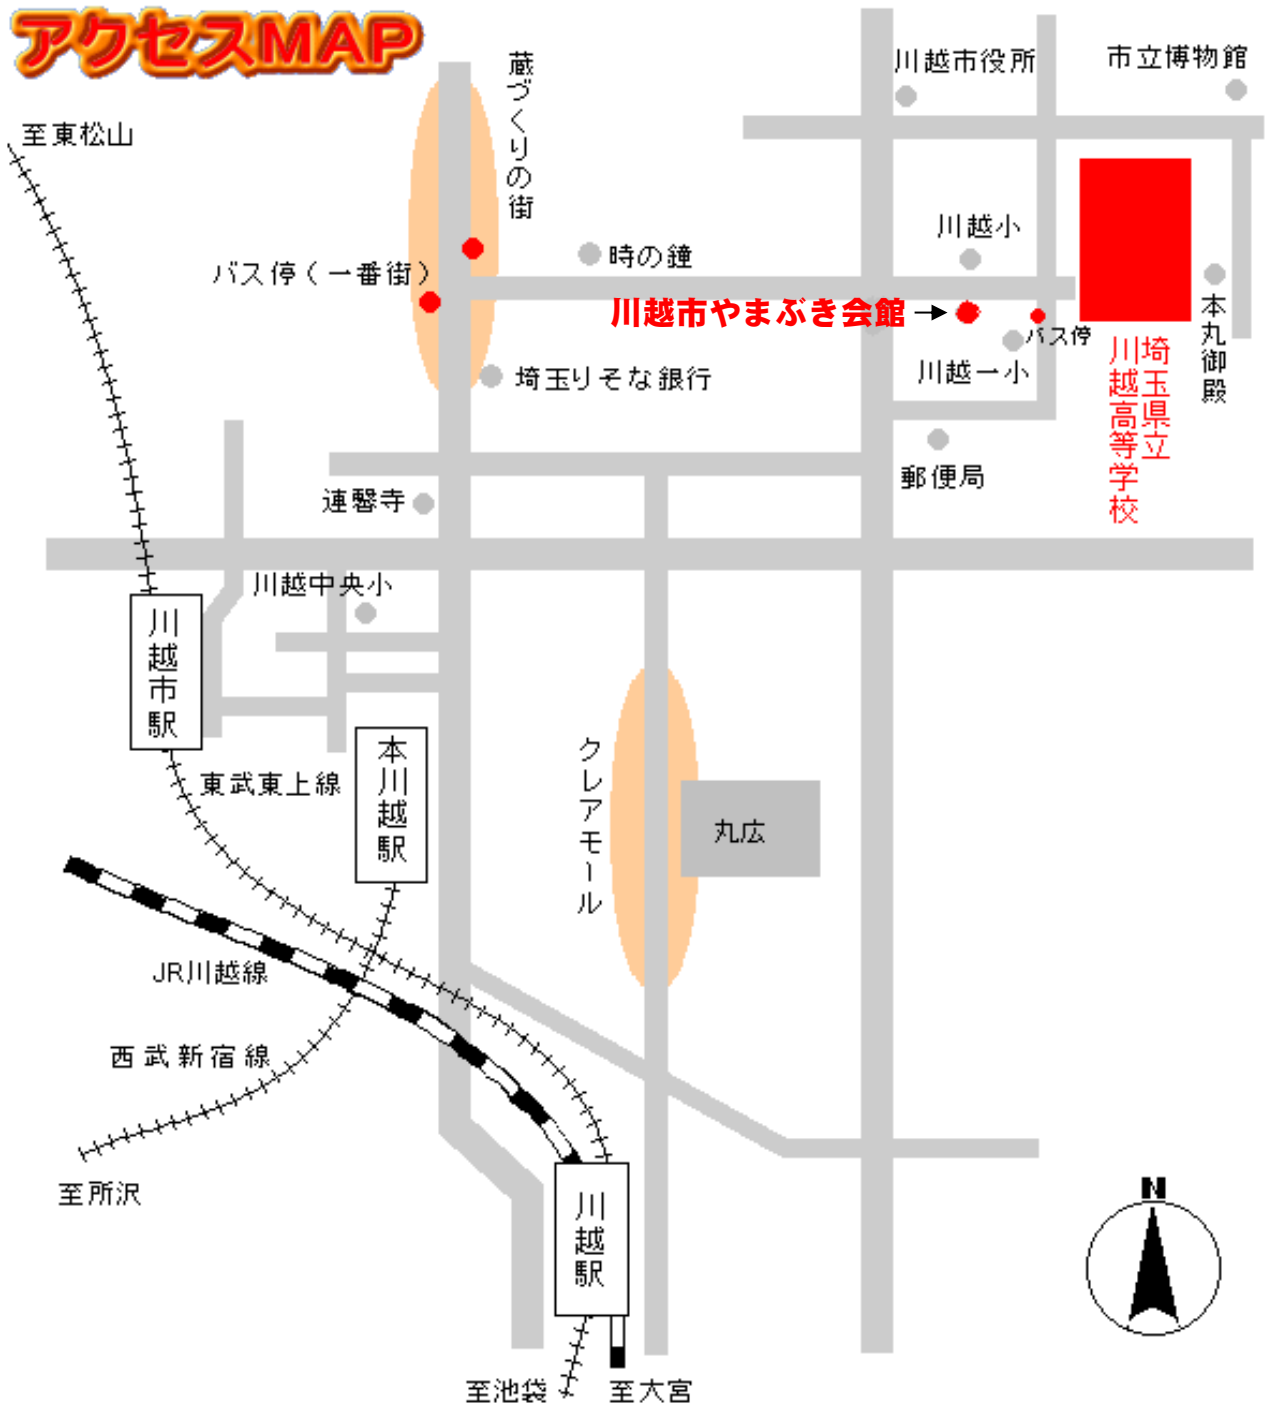 アクセスMAP
川越市役所
市立博物館
蔵づくりの街
至東松山
川越小
時の鐘
バス停(一番街)
川越市やまぶき会館→
バス停
本丸御殿
川越一小
埼玉県立
川越高等学校
埼玉りそな銀行
郵便局
連馨寺
川越中央小
川越市駅
本川越駅
クレアモール
東武東上線
丸広
JR川越線
西武新宿線
至所沢
川越駅
N
至池袋
至大宮